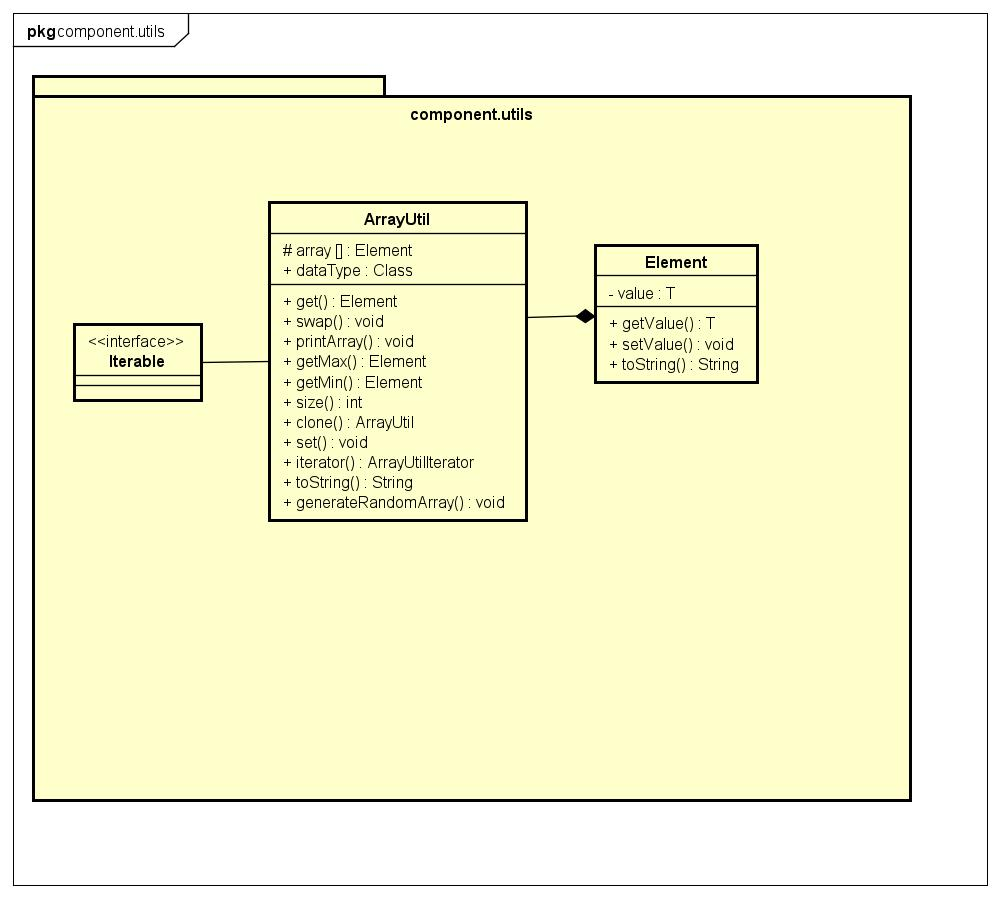 pkg component.utils
component.utils
<<interface>>
Iterable
ArrayUtil
# array [] : Element
+ dataType : Class
+ get() : Element
+ swap() : void
+ printArray() : void
+ getMax() : Element
+ getMin() : Element
+ size() : int
+ clone() : ArrayUtil
+ set() : void
+ iterator() : ArrayUtilIterator
+ toString() : String
+ generateRandomArray() : void
Element
- value : T
+ getValue() : T
+ setValue() : void
+ toString() : String